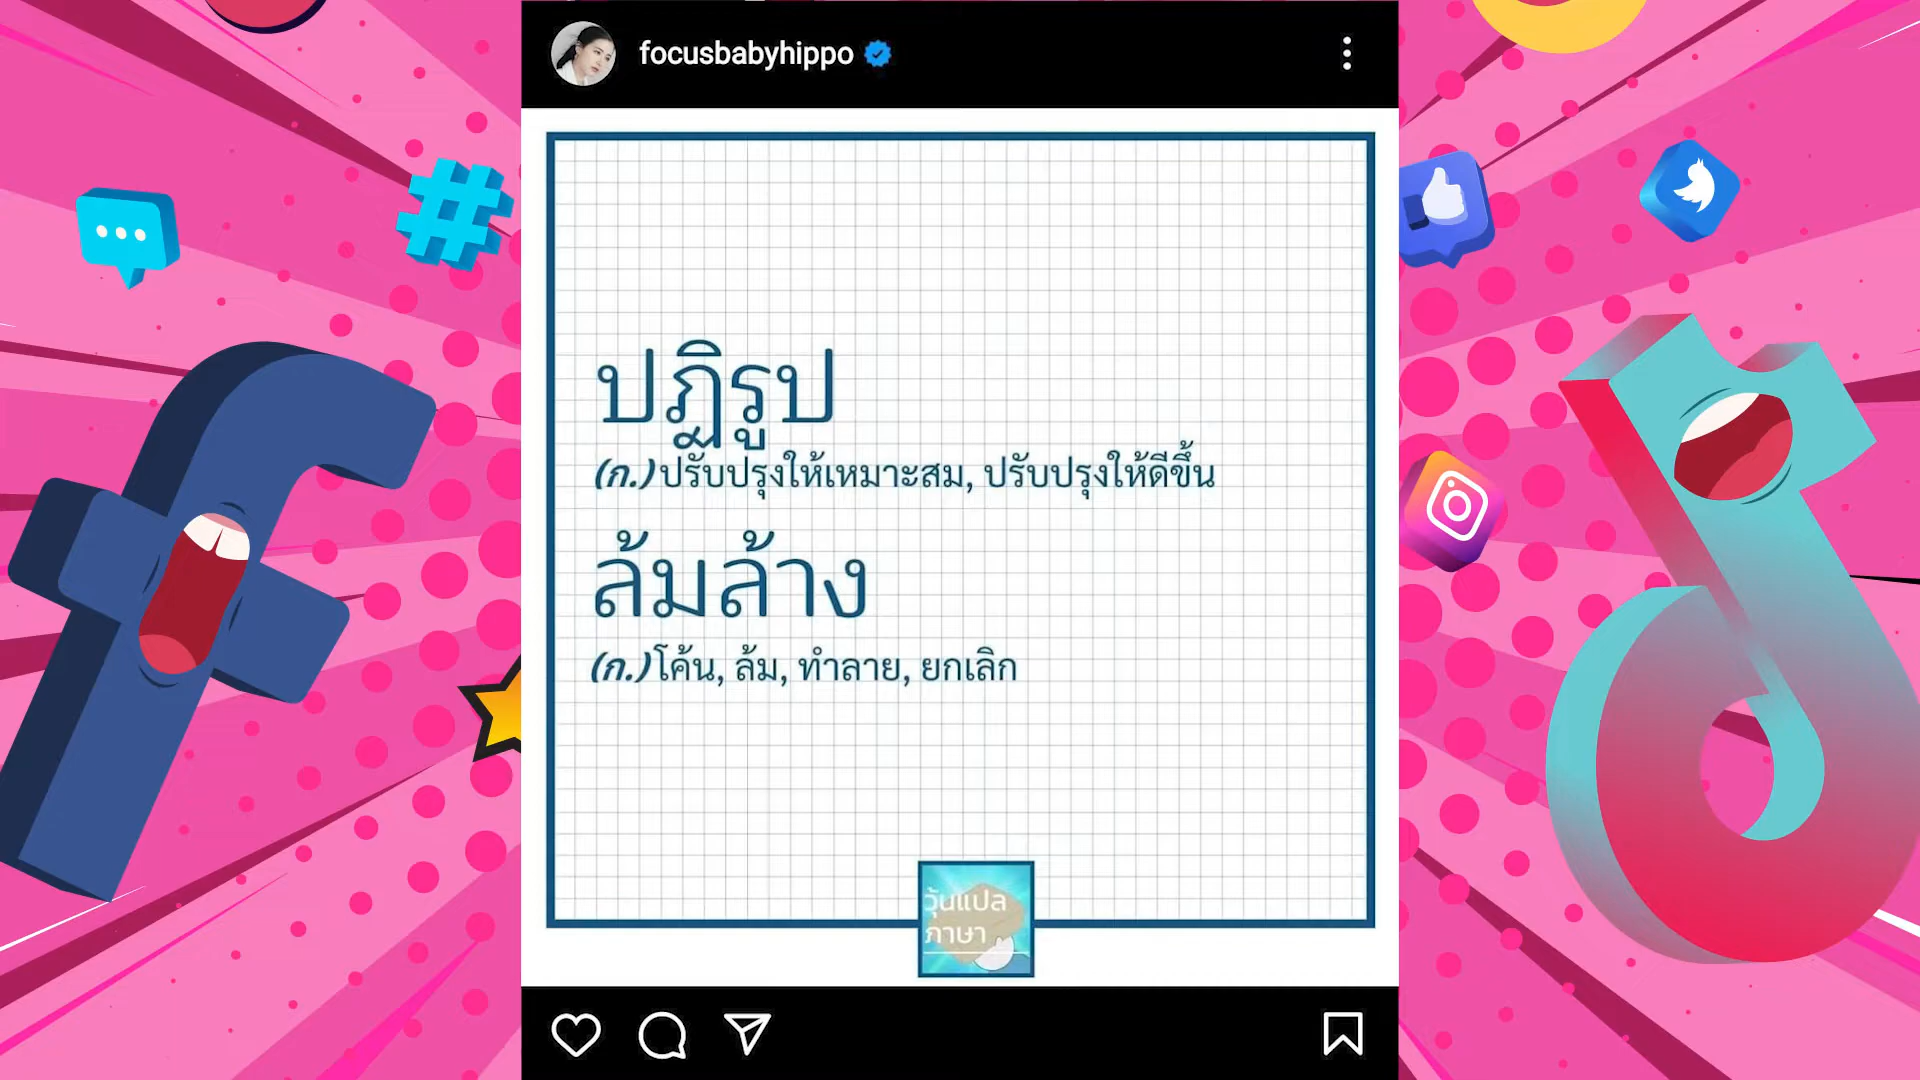 focusbabyhippo
ปฏิรูป
(ก.) ปรับปรุงให้เหมาะสม, ปรับปรุงให้ดีขึ้น
ล้มล้าง
(ก.) โค้น, ล้ม, ทำลาย, ยกเลิก
วุ้นแปล
ภาษา